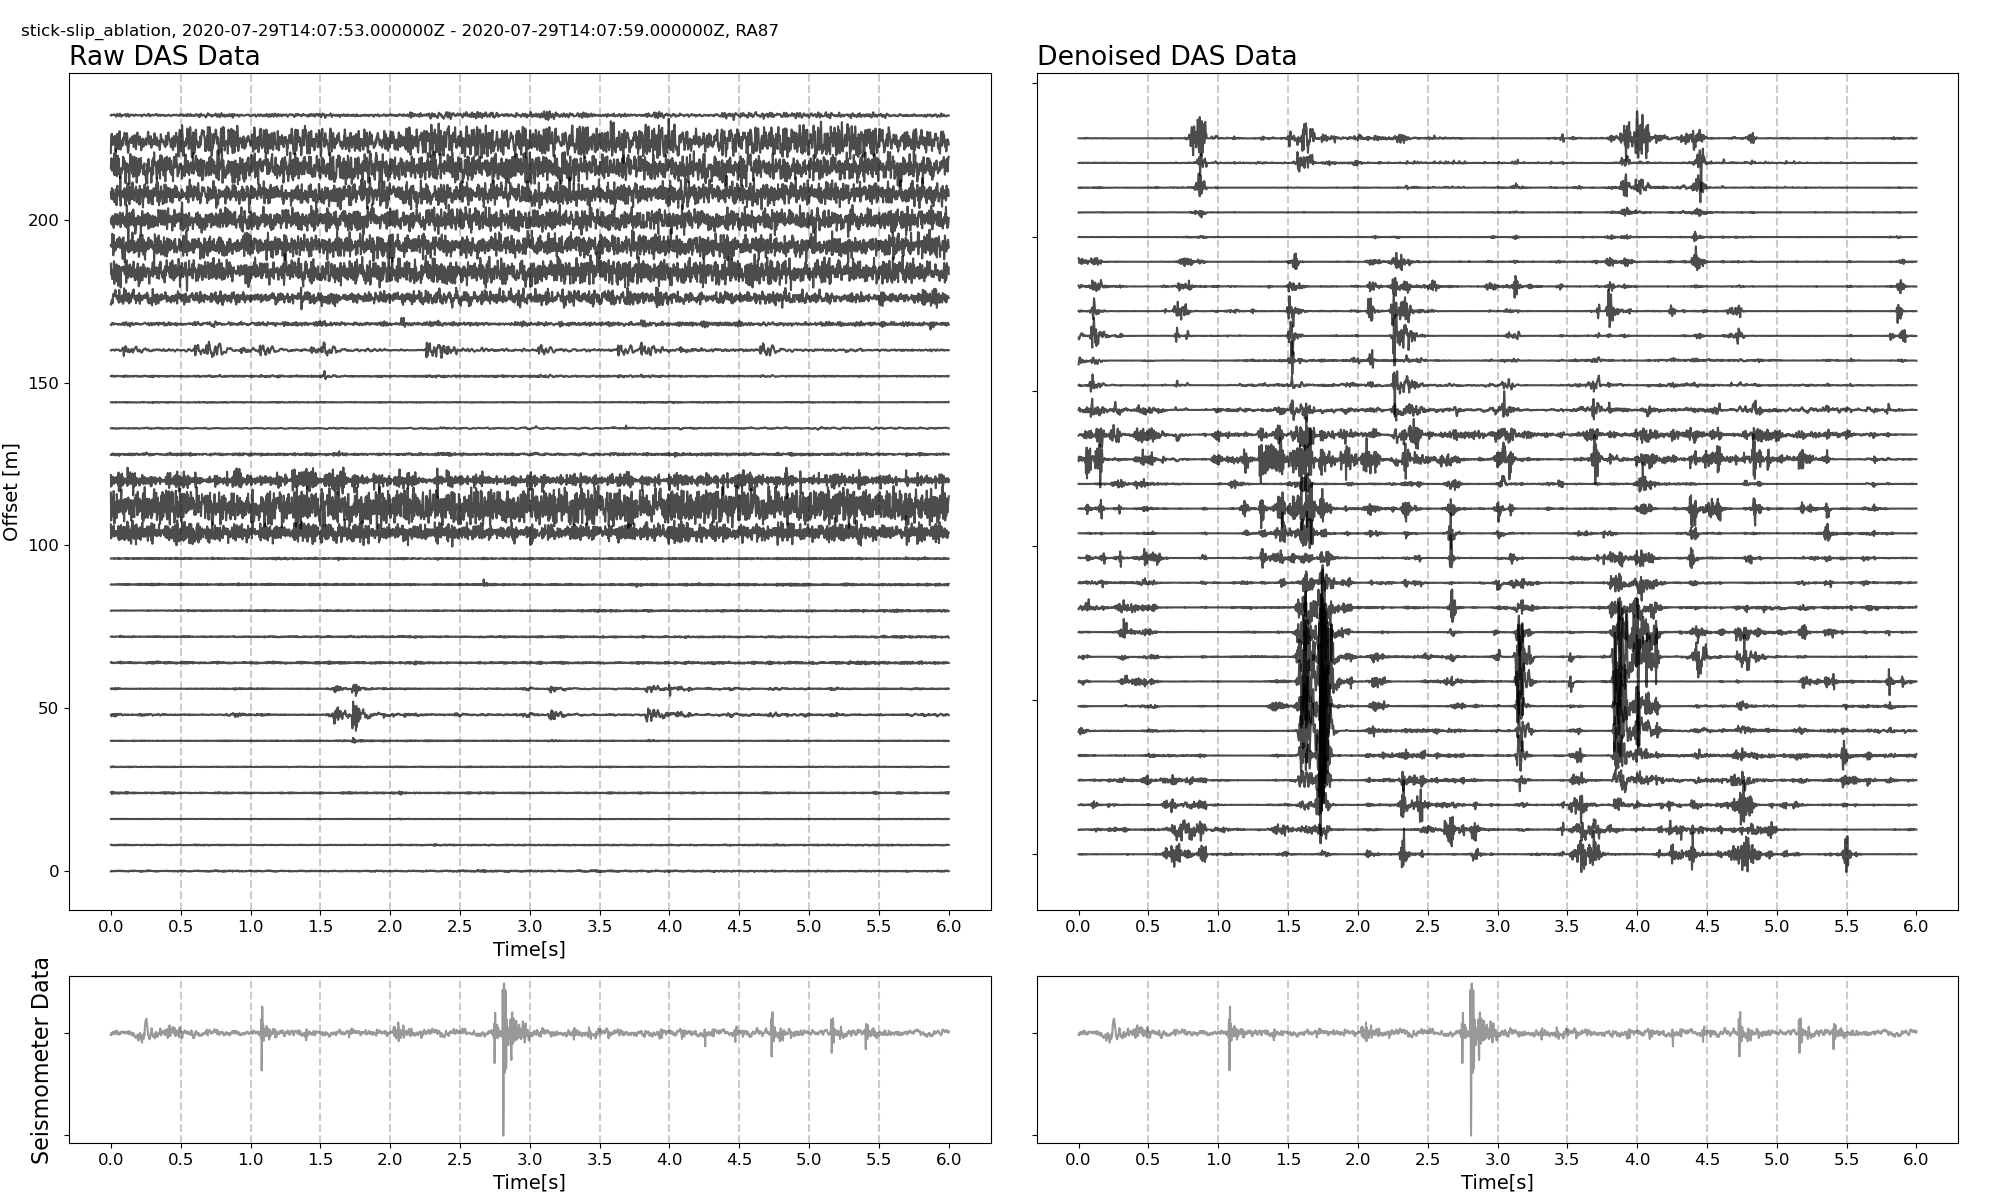 stick-slip_ablation, 2020-07-29T14:07:53.000000Z - 2020-07-29T14:07:59.000000Z, RA87
Raw DAS Data
Denoised DAS Data
Offset [m]
200
150
100
50
0
0.0 0.5 1.0 1.5 2.0 2.5 3.0 3.5 4.0 4.5 5.0 5.5 6.0
Time[s]
0.0 0.5 1.0 1.5 2.0 2.5 3.0 3.5 4.0 4.5 5.0 5.5 6.0
Seismometer Data
0.0 0.5 1.0 1.5 2.0 2.5 3.0 3.5 4.0 4.5 5.0 5.5 6.0
Time[s]
0.0 0.5 1.0 1.5 2.0 2.5 3.0 3.5 4.0 4.5 5.0 5.5 6.0
Time[s]